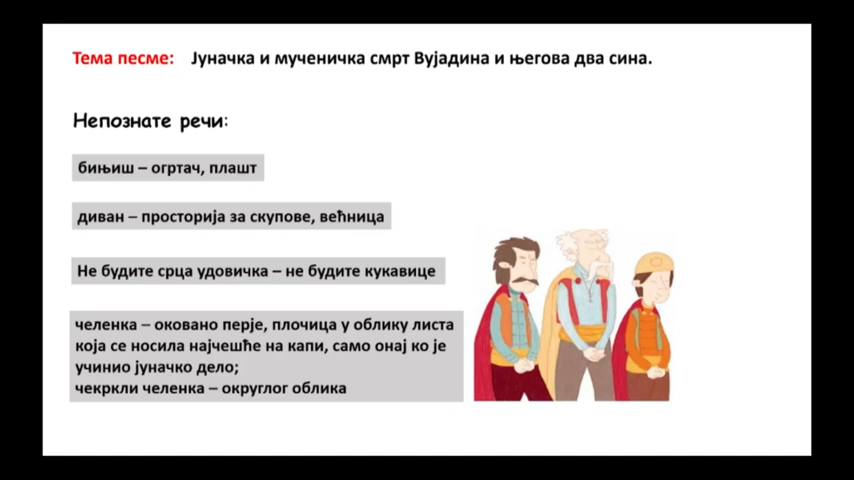 Тема песме: Јуначка и мученичка смрт Вујадина и његова два сина.
Непознате речи:
бињиш – огртач, плашт
диван – просторија за скупове, већница
Не будите срца удовичка – не будите кукавице
челенка – оковано перје, плочица у облику листа
која се носила најчешће на капи, само онај ко је
учинио јуначко дело;
чекркли челенка – округлог облика